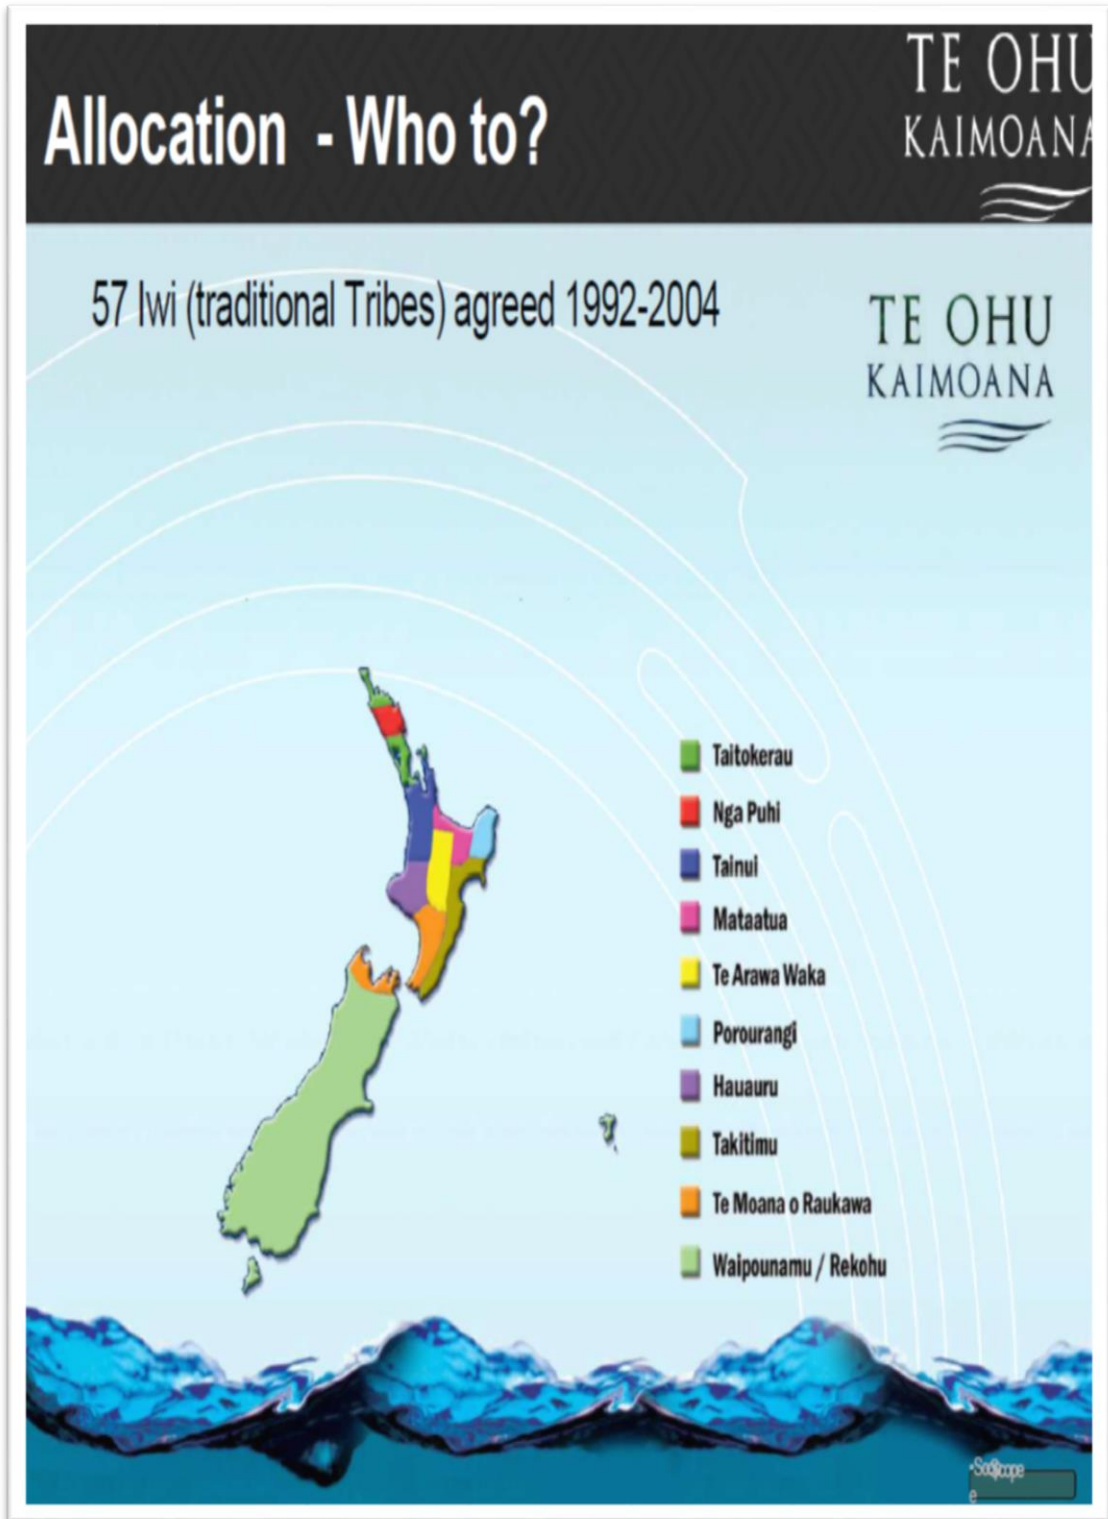 Allocation - Who to?
TE OHU
KAIMOANA
57 Iwi (traditional Tribes) agreed 1992-2004
TE OHU
KAIMOANA
Taitokerau
Nga Puhi
Tainui
Mataatua
Te Arawa Waka
Porourangi
Hauauru
Takitimu
Te Moana o Raukawa
Waipounamu / Rekohu